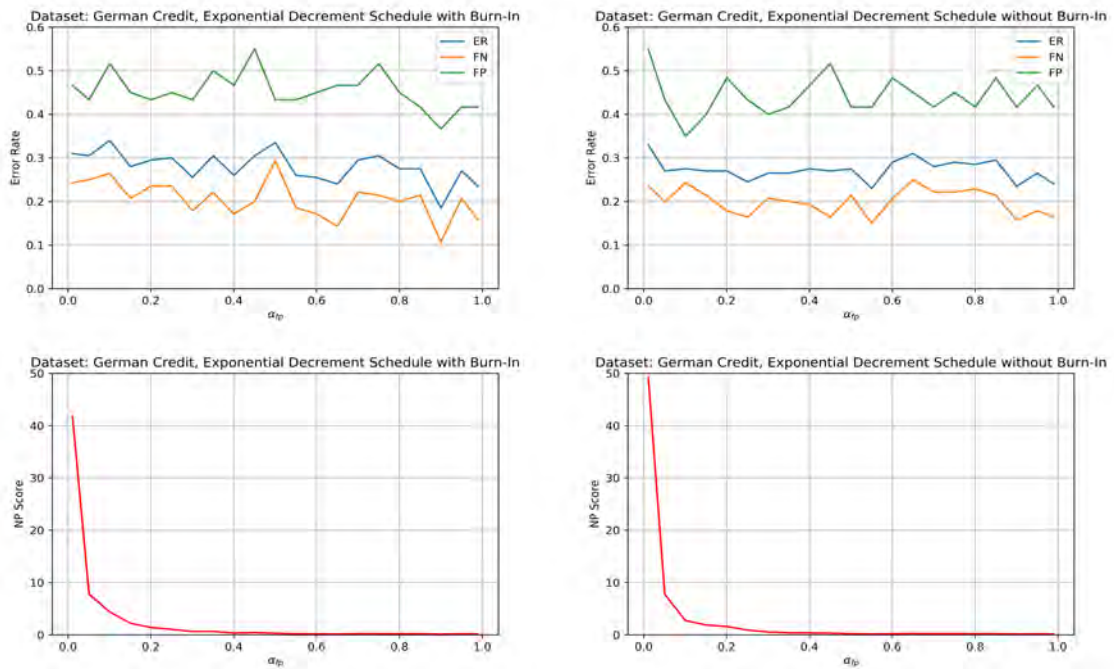 Dataset: German Credit, Exponential Decrement Schedule with Burn-In
0.6
0.5
0.4
0.3
0.2
0.1
0.0
Error Rate
ER
FN
FP
0.0 0.2 0.4 0.6 0.8 1.0
α_fp
Dataset: German Credit, Exponential Decrement Schedule without Burn-In
0.6
0.5
0.4
0.3
0.2
0.1
0.0
Error Rate
ER
FN
FP
0.0 0.2 0.4 0.6 0.8 1.0
α_fp
Dataset: German Credit, Exponential Decrement Schedule with Burn-In
50
40
30
20
10
0
NP Score
0.0 0.2 0.4 0.6 0.8 1.0
α_fp
Dataset: German Credit, Exponential Decrement Schedule without Burn-In
50
40
30
20
10
0
NP Score
0.0 0.2 0.4 0.6 0.8 1.0
α_fp